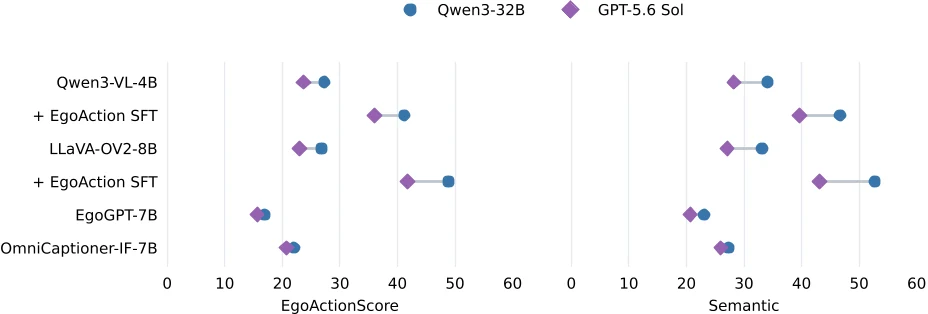 Qwen3-32B GPT-5.6 Sol
Qwen3-VL-4B
+ EgoAction SFT
LLaVA-OV2-8B
+ EgoAction SFT
EgoGPT-7B
OmniCaptioner-IF-7B
0 10 20 30 40 50 60 0 10 20 30 40 50 60
EgoActionScore Semantic